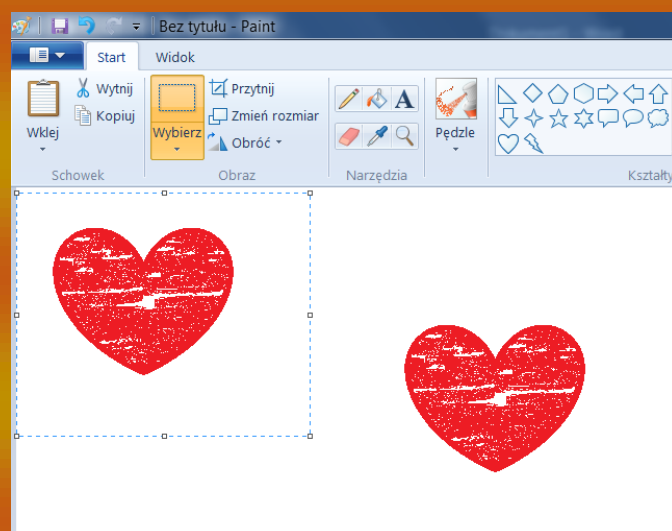 Bez tytułu - Paint
Start Widok
Wklej
Wytnij
Kopiuj
Schowek
Wybierz
Przytnij
Zmień rozmiar
Obróć
Obraz
A
Narzędzia
Pędzle
Kształty